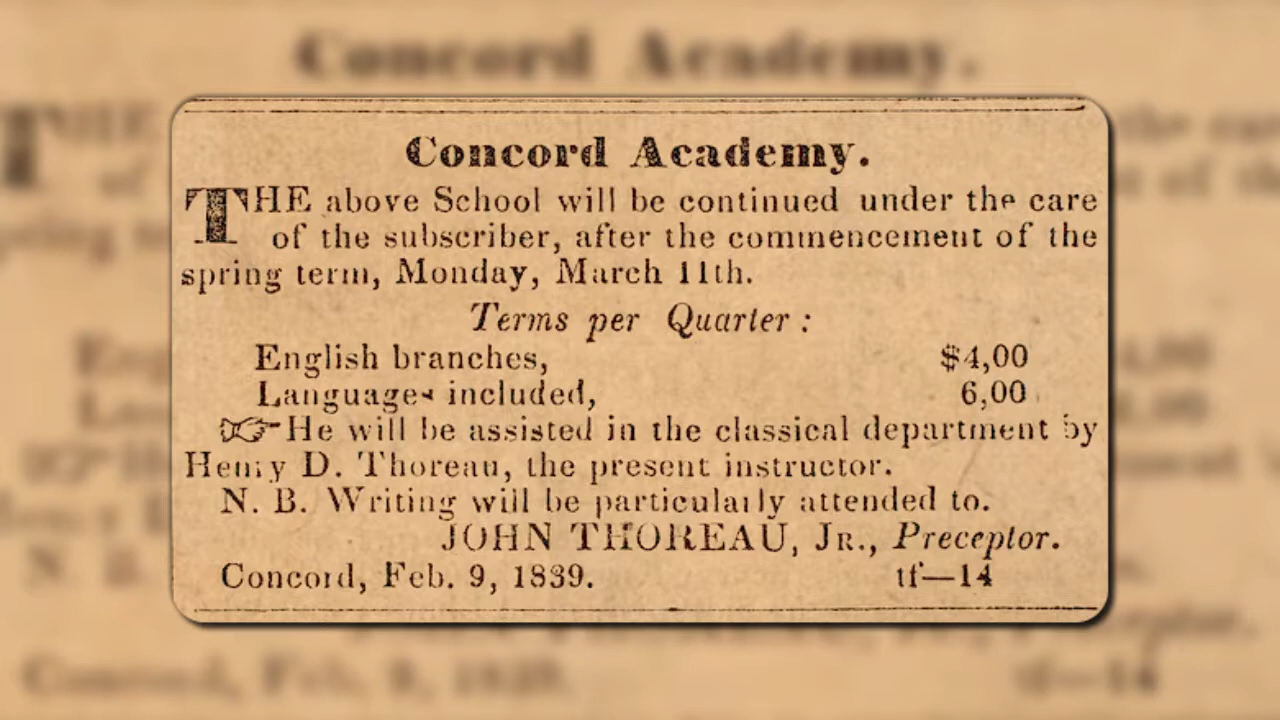 Concord Academy.
THE above School will be continued under the care
of the subscriber, after the commencement of the
spring term, Monday, March 11th.
Terms per Quarter :
English branches, $4,00
Languages included, 6,00
☞He will be assisted in the classical department by
Henry D. Thoreau, the present instructor.
N. B. Writing will be particularly attended to.
JOHN THOREAU, JR., Preceptor.
Concord, Feb. 9, 1839. tf—14